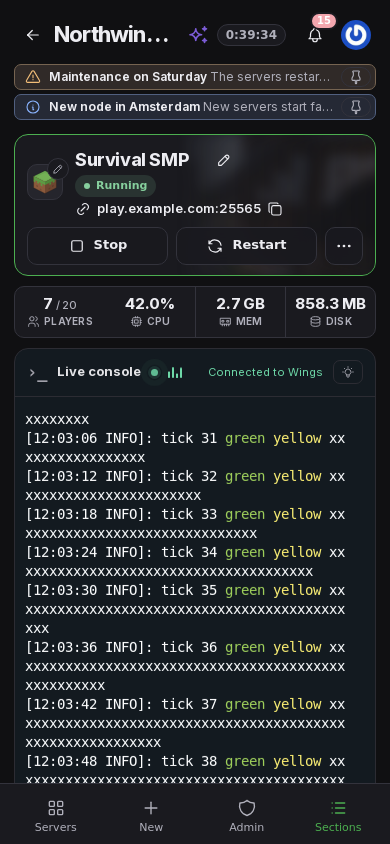 Northwin...
0:39:34
15
Maintenance on Saturday The servers restar...
New node in Amsterdam New servers start fa...
Survival SMP
Running
play.example.com:25565
Stop
Restart
7 / 20
PLAYERS
42.0%
CPU
2.7 GB
MEM
858.3 MB
DISK
Live console
Connected to Wings
xxxxxxxx
[12:03:06 INFO]: tick 31 green yellow xx
xxxxxxxxxxxxxxx
[12:03:12 INFO]: tick 32 green yellow xx
xxxxxxxxxxxxxxxxxxxxxx
[12:03:18 INFO]: tick 33 green yellow xx
xxxxxxxxxxxxxxxxxxxxxxxxxxxxx
[12:03:24 INFO]: tick 34 green yellow xx
xxxxxxxxxxxxxxxxxxxxxxxxxxxxxxxxxxxx
[12:03:30 INFO]: tick 35 green yellow xx
xxxxxxxxxxxxxxxxxxxxxxxxxxxxxxxxxxxxxxxx
xxx
[12:03:36 INFO]: tick 36 green yellow xx
xxxxxxxxxxxxxxxxxxxxxxxxxxxxxxxxxxxxxxxx
xxxxxxxxxx
[12:03:42 INFO]: tick 37 green yellow xx
xxxxxxxxxxxxxxxxxxxxxxxxxxxxxxxxxxxxxxxx
xxxxxxxxxxxxxxxxx
[12:03:48 INFO]: tick 38 green yellow xx
xxxxxxxxxxxxxxxxxxxxxxxxxxxxxxxxxxxxxxxx
Servers
New
Admin
Sections